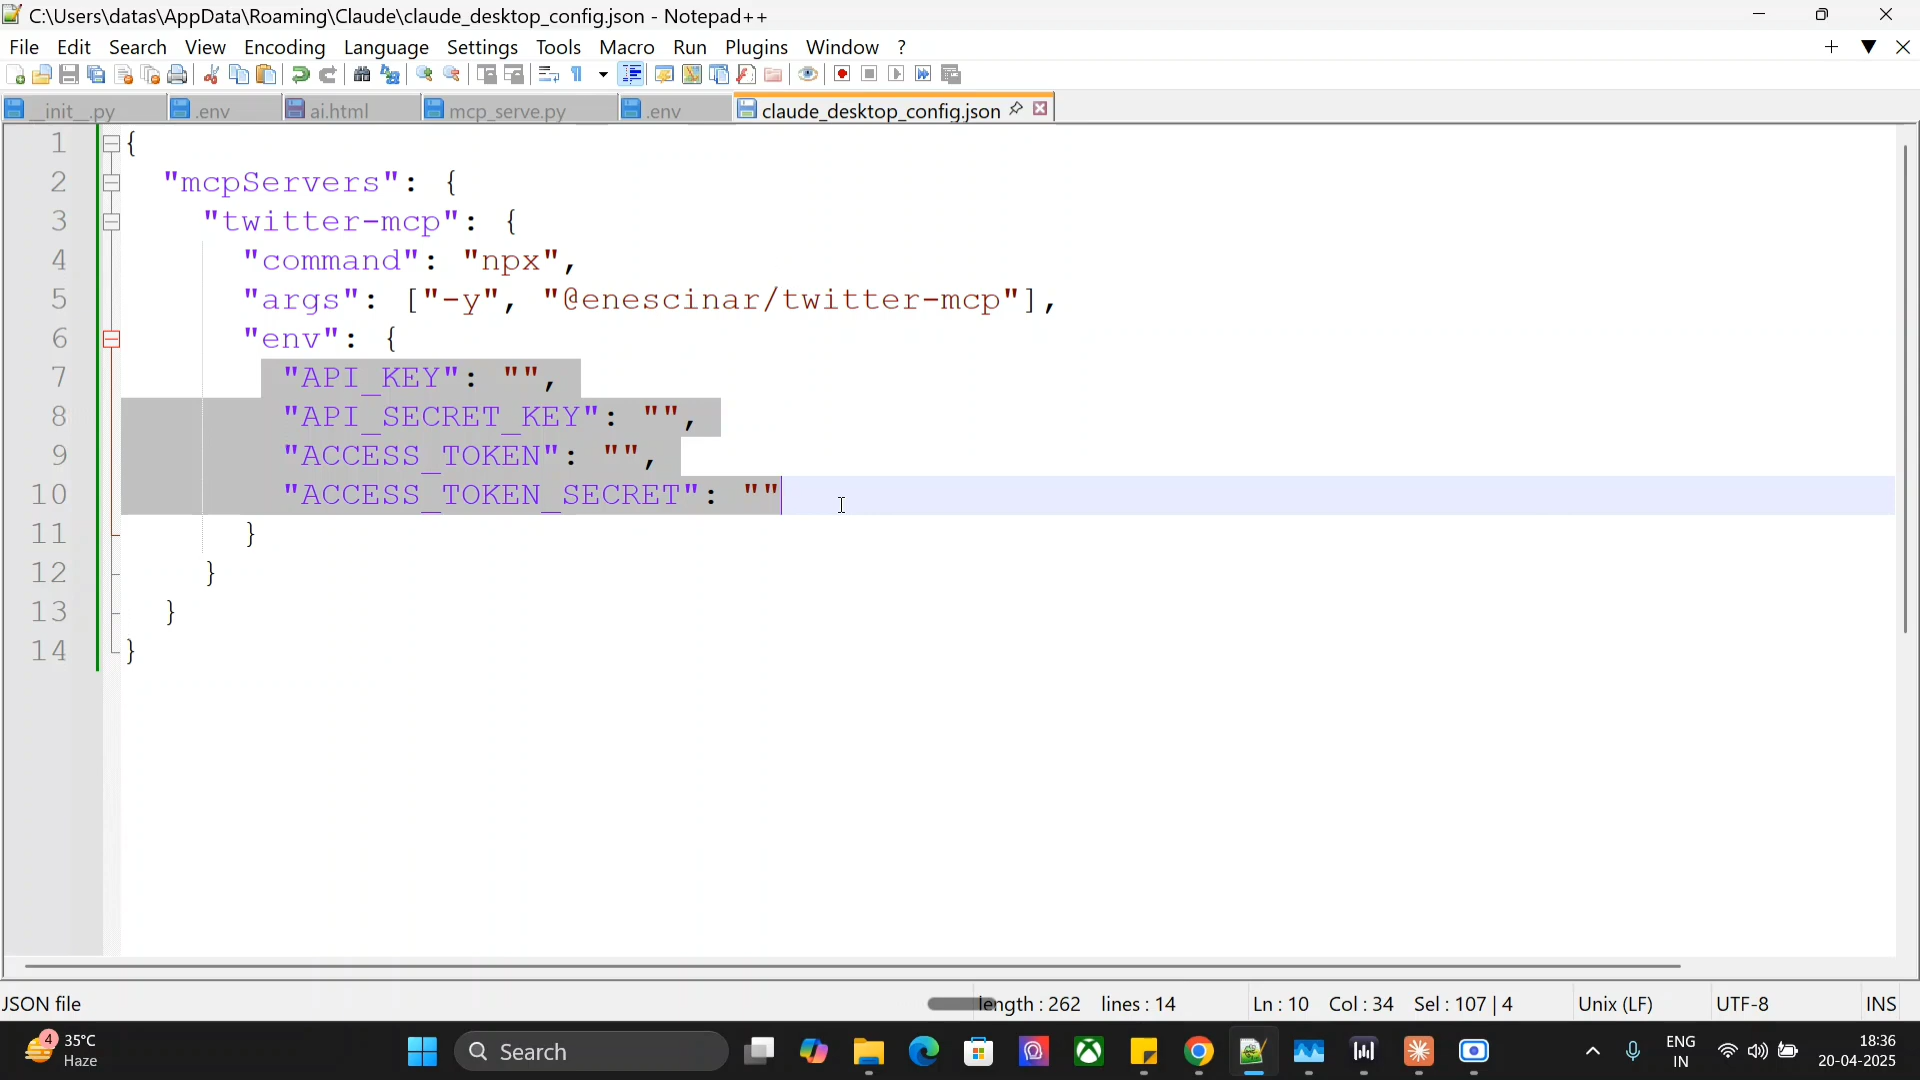 C:\Users\datas\AppData\Roaming\Claude\claude_desktop_config.json - Notepad++
File Edit Search View Encoding Language Settings Tools Macro Run Plugins Window ?
__init__.py .env ai.html mcp_serve.py .env claude_desktop_config.json
1 {
2 "mcpServers": {
3 "twitter-mcp": {
4 "command": "npx",
5 "args": ["-y", "@enescinar/twitter-mcp"],
6 "env": {
7 "API_KEY": "",
8 "API_SECRET_KEY": "",
9 "ACCESS_TOKEN": "",
10 "ACCESS_TOKEN_SECRET": ""
11 }
12 }
13 }
14 }
JSON file length : 262 lines : 14 Ln : 10 Col : 34 Sel : 107 | 4 Unix (LF) UTF-8 INS
4 35°C Search ENG 18:36
Haze IN 20-04-2025